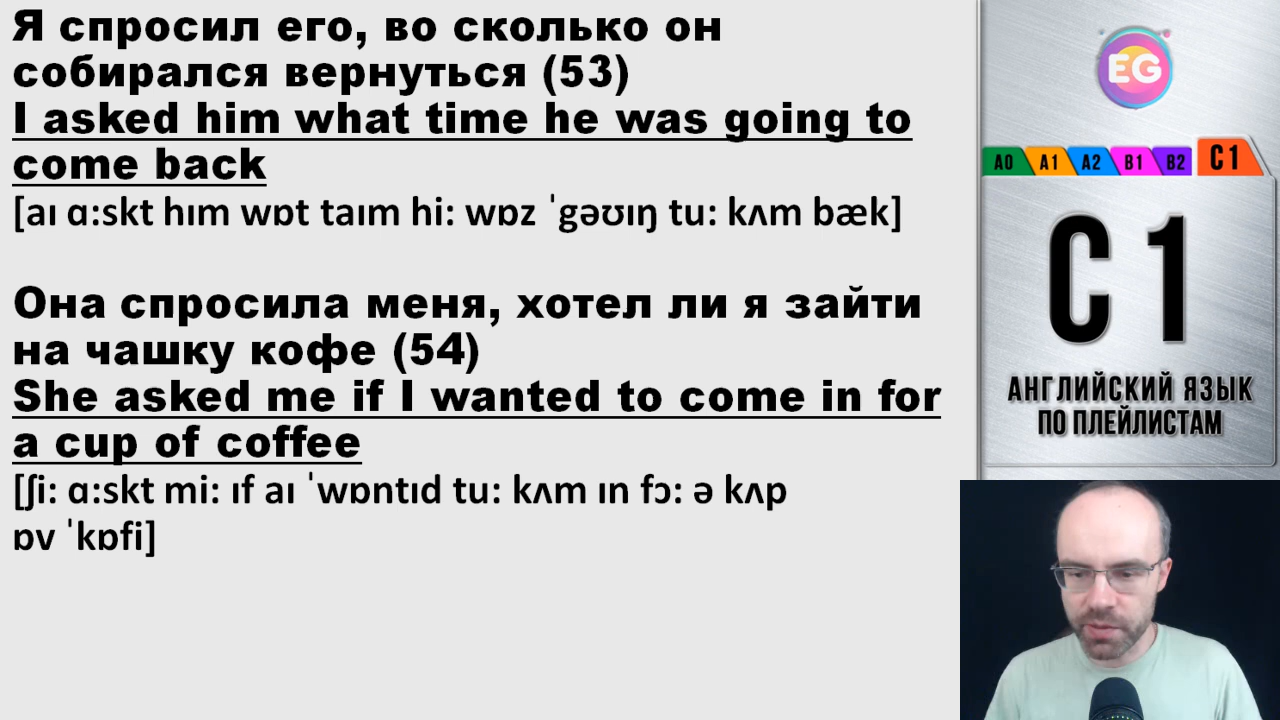 Я спросил его, во сколько он
собирался вернуться (53)
I asked him what time he was going to
come back
[aɪ ɑːskt hɪm wɒt taɪm hiː wɒz ˈgəʊɪŋ tuː kʌm bæk]
Она спросила меня, хотел ли я зайти
на чашку кофе (54)
She asked me if I wanted to come in for
a cup of coffee
[ʃiː ɑːskt miː ɪf aɪ ˈwɒntɪd tuː kʌm ɪn fɔː ə kʌp
ɒv ˈkɒfi]
EG
A0 A1 A2 B1 B2 C1
C1
АНГЛИЙСКИЙ ЯЗЫК
ПО ПЛЕЙЛИСТАМ